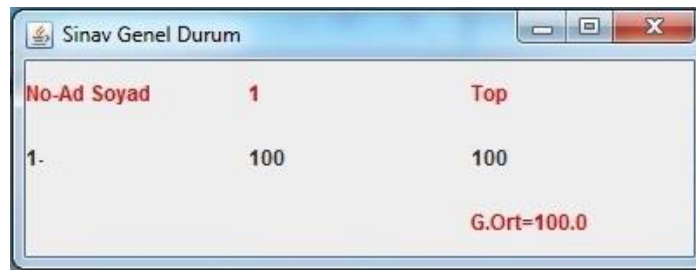 Sinav Genel Durum
No-Ad Soyad 1 Top
1- 100 100
G.Ort=100.0